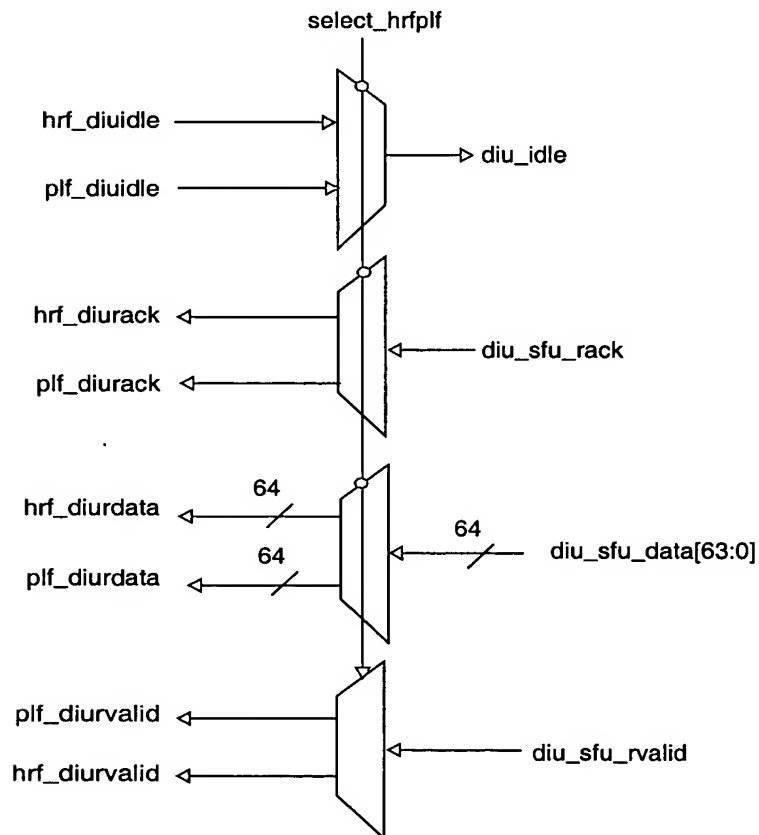 select_hrfplf
hrf_diuidle
diu_idle
plf_diuidle
hrf_diurack
diu_sfu_rack
plf_diurack
64
hrf_diurdata
64
64
diu_sfu_data[63:0]
plf_diurdata
plf_diurvalid
diu_sfu_rvalid
hrf_diurvalid